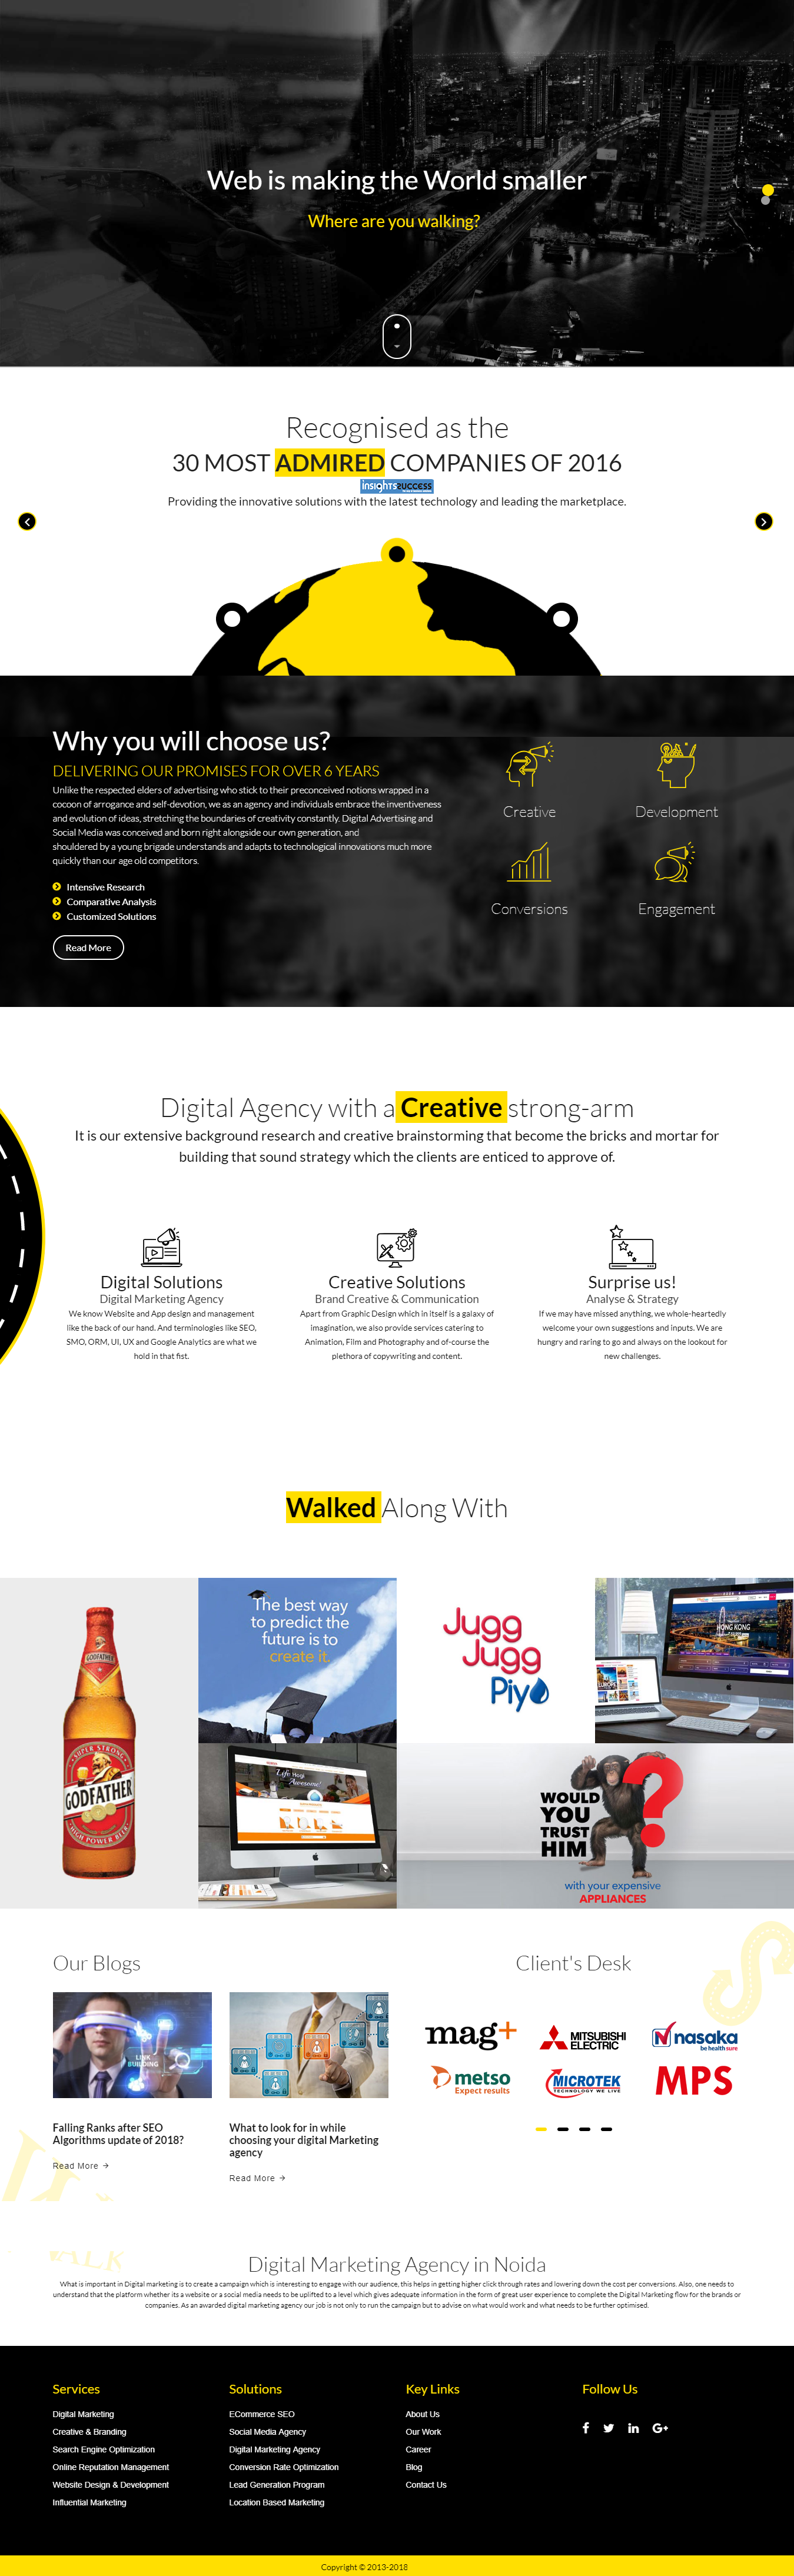 Web is making the World smaller
Where are you walking?
Recognised as the
30 MOST ADMIRED COMPANIES OF 2016
insightsSuccess
Providing the innovative solutions with the latest technology and leading the marketplace.
Why you will choose us?
DELIVERING OUR PROMISES FOR OVER 6 YEARS
Unlike the respected elders of advertising who stick to their preconceived notions wrapped in a
cocoon of arrogance and self-devotion, we as an agency and individuals embrace the inventiveness
and evolution of ideas, stretching the boundaries of creativity constantly. Digital Advertising and
Social Media was conceived and born right alongside our own generation, and
shouldered by a young brigade understands and adapts to technological innovations much more
quickly than our age old competitors.
Intensive Research
Comparative Analysis
Customized Solutions
Read More
Creative
Development
Conversions
Engagement
Digital Agency with a Creative strong-arm
It is our extensive background research and creative brainstorming that become the bricks and mortar for
building that sound strategy which the clients are enticed to approve of.
Digital Solutions
Digital Marketing Agency
We know Website and App design and management
like the back of our hand. And terminologies like SEO,
SMO, ORM, UI, UX and Google Analytics are what we
hold in that fist.
Creative Solutions
Brand Creative & Communication
Apart from Graphic Design which in itself is a galaxy of
imagination, we also provide services catering to
Animation, Film and Photography and of-course the
plethora of copywriting and content.
Surprise us!
Analyse & Strategy
If we may have missed anything, we whole-heartedly
welcome your own suggestions and inputs. We are
hungry and raring to go and always on the lookout for
new challenges.
Walked Along With
GODFATHER
SUPER STRONG
GODFATHER
HIGH POWER BEER
The best way
to predict the
future is to
create it.
Jugg
Jugg
Piyo
HONG KONG
Life Hog
Awesome!
WOULD
YOU
TRUST
HIM
?
with your expensive
APPLIANCES
Our Blogs
LINK
BUILDING
Falling Ranks after SEO
Algorithms update of 2018?
Read More
What to look for in while
choosing your digital Marketing
agency
Read More
Client's Desk
mag+
MITSUBISHI
ELECTRIC
nasaka
be health sure
metso
Expect results
MICROTEK
TECHNOLOGY WE LIVE
MPS
WALK
Digital Marketing Agency in Noida
What is important in Digital marketing is to create a campaign which is interesting to engage with our audience, this helps in getting higher click through rates and lowering down the cost per conversions. Also, one needs to
understand that the platform whether its a website or a social media needs to be uplifted to a level which gives adequate information in the form of great user experience to complete the Digital Marketing flow for the brands or
companies. As an awarded digital marketing agency our job is not only to run the campaign but to advise on what would work and what needs to be further optimised.
Services
Digital Marketing
Creative & Branding
Search Engine Optimization
Online Reputation Management
Website Design & Development
Influential Marketing
Solutions
ECommerce SEO
Social Media Agency
Digital Marketing Agency
Conversion Rate Optimization
Lead Generation Program
Location Based Marketing
Key Links
About Us
Our Work
Career
Blog
Contact Us
Follow Us
Copyright © 2013-2018